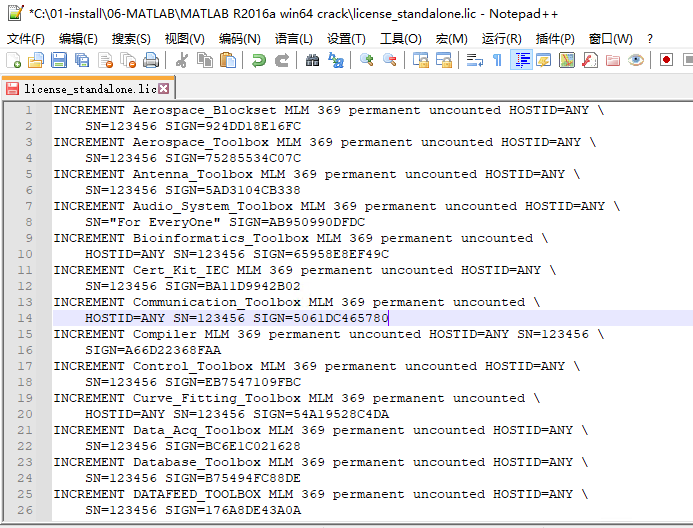 *C:\01-install\06-MATLAB\MATLAB R2016a win64 crack\license_standalone.lic - Notepad++
文件(F) 编辑(E) 搜索(S) 视图(V) 编码(N) 语言(L) 设置(T) 工具(O) 宏(M) 运行(R) 插件(P) 窗口(W) ?
license_standalone.lic
1 INCREMENT Aerospace_Blockset MLM 369 permanent uncounted HOSTID=ANY \
2 SN=123456 SIGN=924DD18E16FC
3 INCREMENT Aerospace_Toolbox MLM 369 permanent uncounted HOSTID=ANY \
4 SN=123456 SIGN=75285534C07C
5 INCREMENT Antenna_Toolbox MLM 369 permanent uncounted HOSTID=ANY \
6 SN=123456 SIGN=5AD3104CB338
7 INCREMENT Audio_System_Toolbox MLM 369 permanent uncounted HOSTID=ANY \
8 SN="For EveryOne" SIGN=AB950990DFDC
9 INCREMENT Bioinformatics_Toolbox MLM 369 permanent uncounted \
10 HOSTID=ANY SN=123456 SIGN=65958E8EF49C
11 INCREMENT Cert_Kit_IEC MLM 369 permanent uncounted HOSTID=ANY \
12 SN=123456 SIGN=BA11D9942B02
13 INCREMENT Communication_Toolbox MLM 369 permanent uncounted \
14 HOSTID=ANY SN=123456 SIGN=5061DC465780
15 INCREMENT Compiler MLM 369 permanent uncounted HOSTID=ANY SN=123456 \
16 SIGN=A66D22368FAA
17 INCREMENT Control_Toolbox MLM 369 permanent uncounted HOSTID=ANY \
18 SN=123456 SIGN=EB7547109FBC
19 INCREMENT Curve_Fitting_Toolbox MLM 369 permanent uncounted \
20 HOSTID=ANY SN=123456 SIGN=54A19528C4DA
21 INCREMENT Data_Acq_Toolbox MLM 369 permanent uncounted HOSTID=ANY \
22 SN=123456 SIGN=BC6E1C021628
23 INCREMENT Database_Toolbox MLM 369 permanent uncounted HOSTID=ANY \
24 SN=123456 SIGN=B75494FC88DE
25 INCREMENT DATAFEED_TOOLBOX MLM 369 permanent uncounted HOSTID=ANY \
26 SN=123456 SIGN=176A8DE43A0A